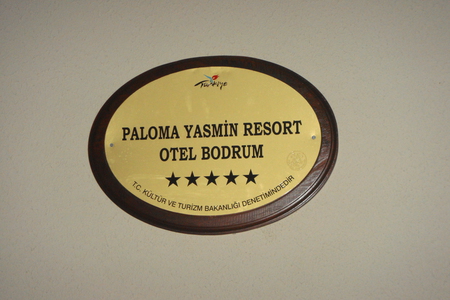 Türkiye
PALOMA YASMİN RESORT
OTEL BODRUM
T.C. KÜLTÜR VE TURİZM BAKANLIĞI DENETİMİNDEDİR